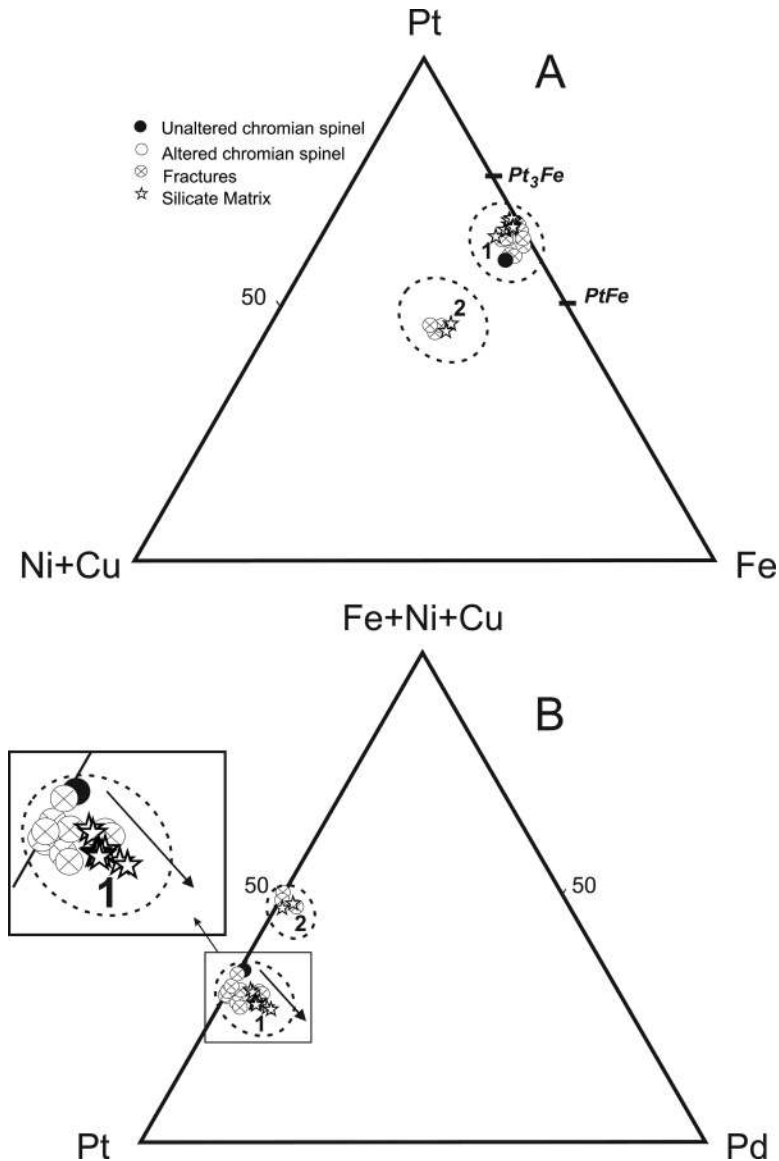 Pt
A
Unaltered chromian spinel
Altered chromian spinel
Fractures
Silicate Matrix
Pt3Fe
1
50
2
PtFe
Ni+Cu
Fe
Fe+Ni+Cu
B
1
50
50
2
1
Pt
Pd